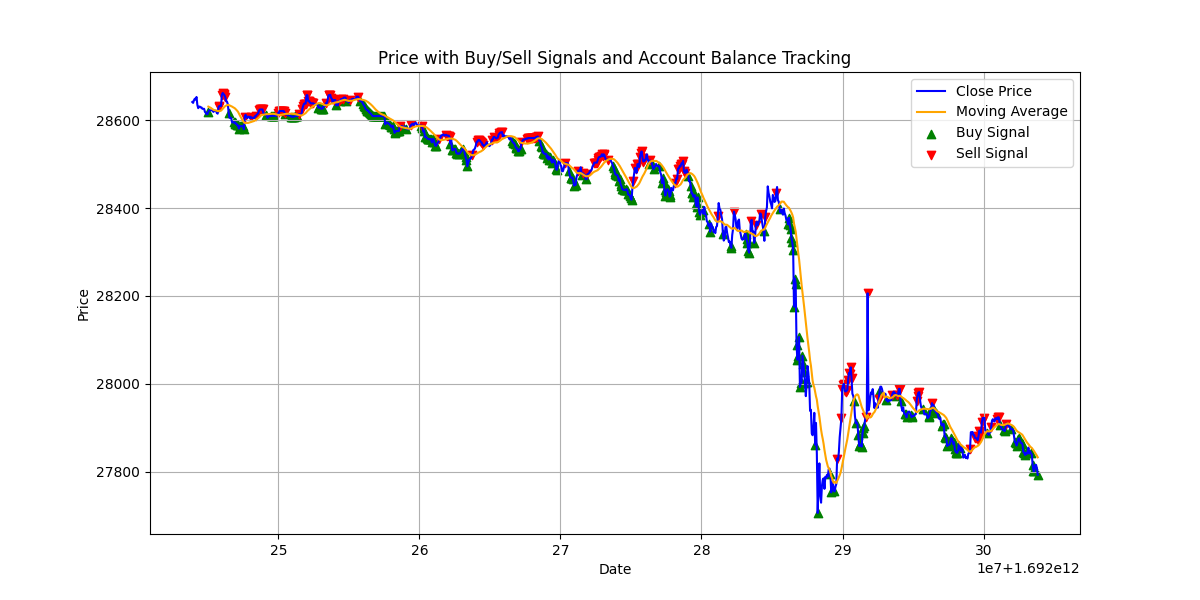 Price with Buy/Sell Signals and Account Balance Tracking
Close Price
Moving Average
Buy Signal
Sell Signal
28600
28400
28200
28000
27800
Price
25
26
27
28
29
30
Date
1e7+1.692e12